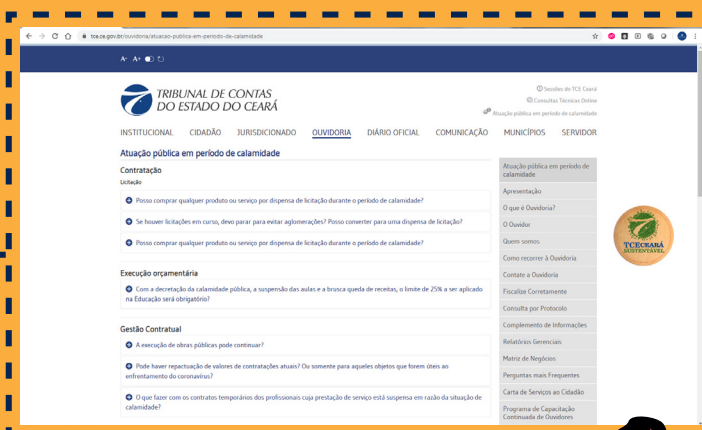 tce.ce.gov.br/ouvidoria/atuacao-publica-em-periodo-de-calamidade
A- A+
TRIBUNAL DE CONTAS
DO ESTADO DO CEARÁ
Sessões do TCE Ceará
Consultas Técnicas Online
Atuação pública em período de calamidade
INSTITUCIONAL CIDADÃO JURISDICIONADO OUVIDORIA DIÁRIO OFICIAL COMUNICAÇÃO MUNICÍPIOS SERVIDOR
Atuação pública em período de calamidade
Contratação
Licitação
Posso comprar qualquer produto ou serviço por dispensa de licitação durante o período de calamidade?
Se houver licitações em curso, devo parar para evitar aglomerações? Posso converter para uma dispensa de licitação?
Posso comprar qualquer produto ou serviço por dispensa de licitação durante o período de calamidade?
Execução orçamentária
Com a decretação da calamidade pública, a suspensão das aulas e a brusca queda de receitas, o limite de 25% a ser aplicado
na Educação será obrigatório?
Gestão Contratual
A execução de obras públicas pode continuar?
Pode haver repactuação de valores de contratações atuais? Ou somente para aqueles objetos que forem úteis ao
enfrentamento do coronavírus?
O que fazer com os contratos temporários dos profissionais cuja prestação de serviço está suspensa em razão da situação de
calamidade?
Atuação pública em período de
calamidade
Apresentação
O que é Ouvidoria?
O Ouvidor
Quem somos
Como recorrer à Ouvidoria
Contate a Ouvidoria
Fiscalize Corretamente
Consulta por Protocolo
Complemento de Informações
Relatórios Gerenciais
Matriz de Negócios
Perguntas mais Frequentes
Carta de Serviços ao Cidadão
Programa de Capacitação
Continuada de Ouvidores
TCECEARÁ
SUSTENTÁVEL